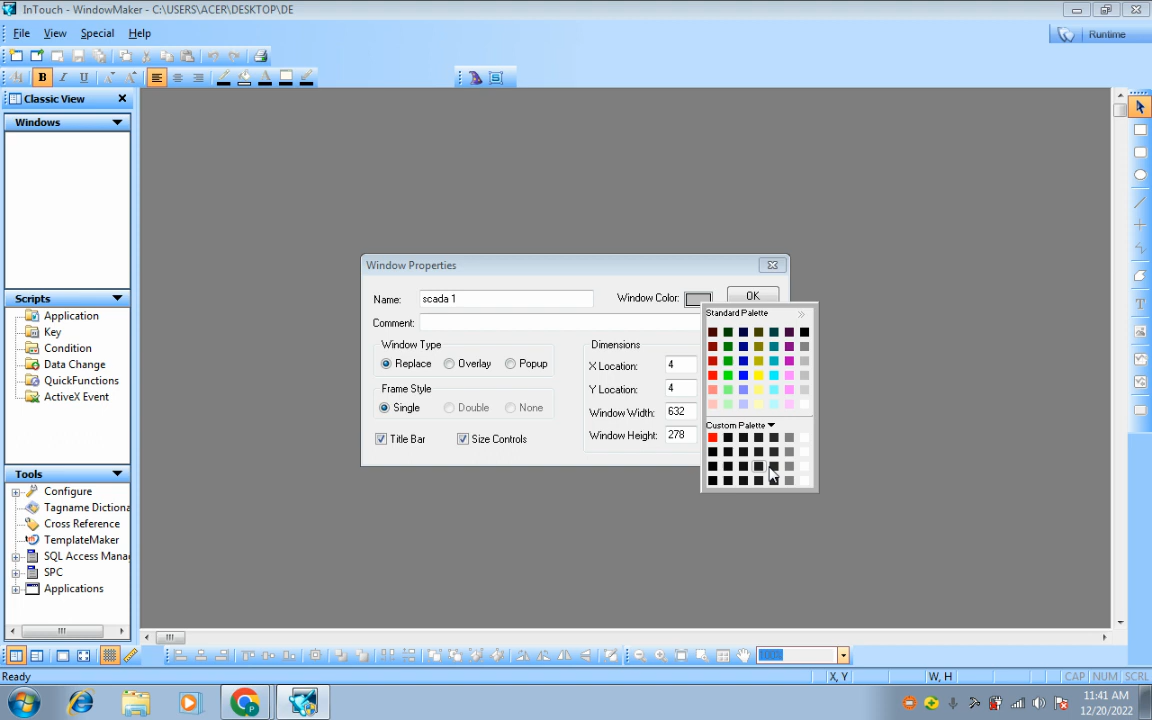 InTouch - WindowMaker - C:\USERS\ACER\DESKTOP\DE
File View Special Help
Runtime
B I U A
Classic View
Windows
Window Properties
Name: scada 1 Window Color: OK
Standard Palette
Comment:
Scripts
Application
Key
Condition
Data Change
QuickFunctions
ActiveX Event
Window Type
Replace Overlay Popup
Frame Style
Single Double None
Title Bar Size Controls
Dimensions
X Location: 4
Y Location: 4
Window Width: 632
Window Height: 278
Custom Palette
Tools
Configure
Tagname Dictiona
Cross Reference
TemplateMaker
SQL Access Mana
SPC
Applications
Ready X, Y W, H CAP NUM SCRL
11:41 AM
12/20/2022